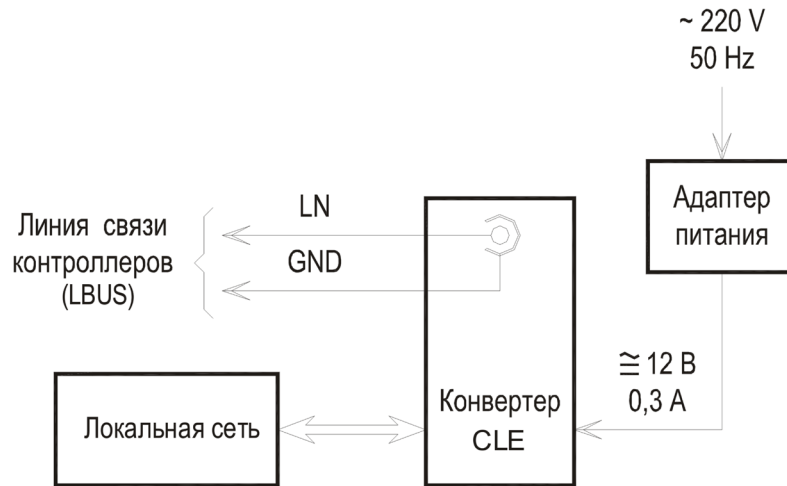 ~ 220 V
50 Hz
Адаптер
питания
LN
GND
Линия связи
контроллеров
(LBUS)
≅ 12 В
0,3 А
Конвертер
CLE
Локальная сеть